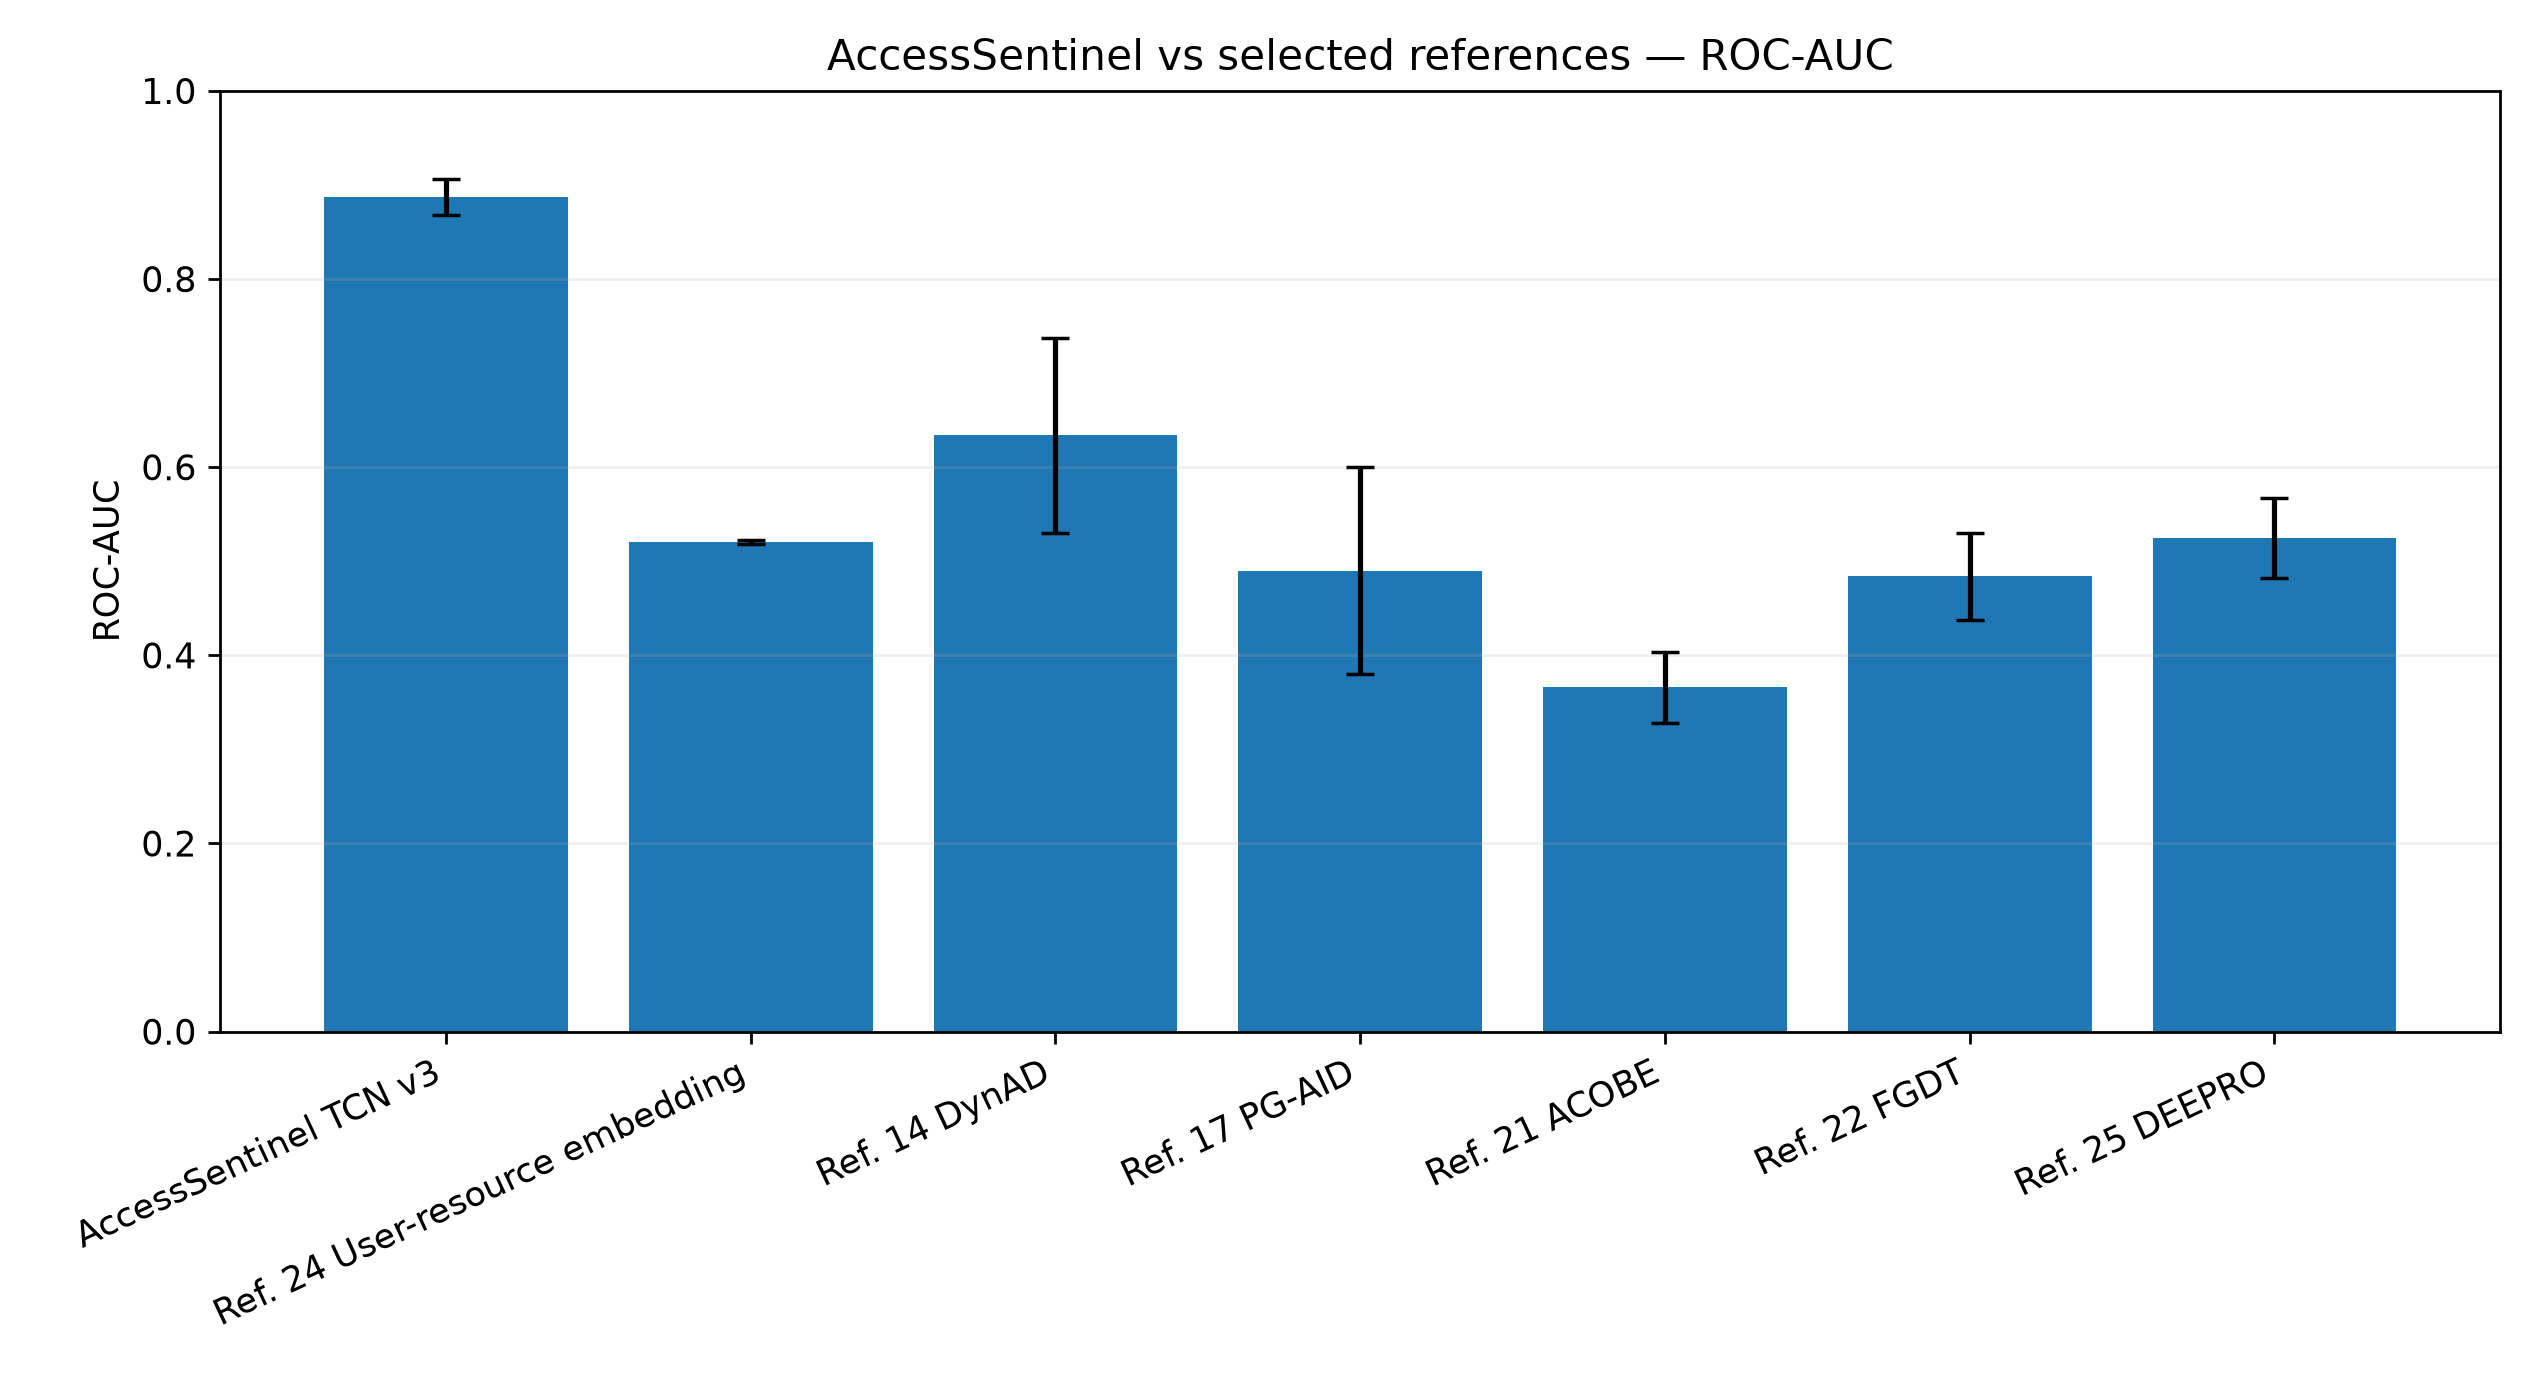 AccessSentinel vs selected references — ROC-AUC
ROC-AUC
1.0
0.8
0.6
0.4
0.2
0.0
AccessSentinel TCN v3
Ref. 24 User-resource embedding
Ref. 14 DynAD
Ref. 17 PG-AID
Ref. 21 ACOBE
Ref. 22 FGDT
Ref. 25 DEEPRO